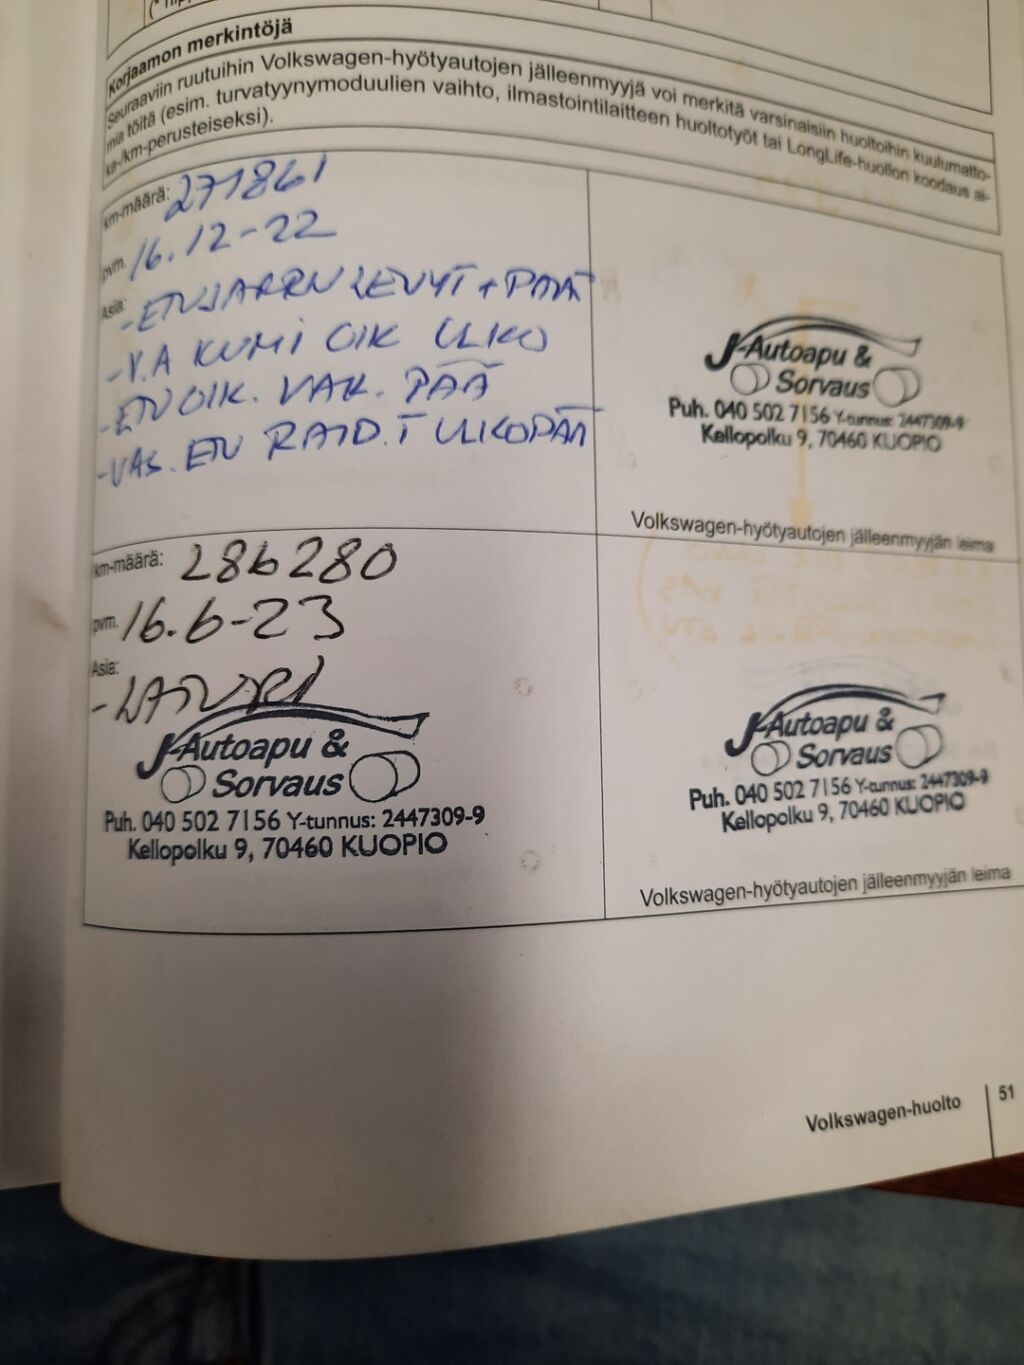 Korjaamon merkintöjä
Seuraaviin ruutuihin Volkswagen-hyötyautojen jälleenmyyjä voi merkitä varsinaisiin huoltoihin kuulumatto-
mia töitä (esim. turvatyynymoduulien vaihto, ilmastointilaitteen huoltotyöt tai LongLife-huollon koodaus ai-
ka-/km-perusteiseksi).
km-määrä: 271861
pvm. 16.12-22
Asia: -ETUJARRU LEVYT + PALAT
-V.A KUMI OIK ULKO
-ETU OIK. VAK. PÄÄ
-VAS. ETU RAID.T ULKOPÄÄ
J-Autoapu &
Sorvaus
Puh. 040 502 7156 Y-tunnus: 2447309-9
Kellopolku 9, 70460 KUOPIO
Volkswagen-hyötyautojen jälleenmyyjän leima
km-määrä: 286280
pvm. 16.6-23
Asia:
-LATURI
J-Autoapu &
Sorvaus
Puh. 040 502 7156 Y-tunnus: 2447309-9
Kellopolku 9, 70460 KUOPIO
J-Autoapu &
Sorvaus
Puh. 040 502 7156 Y-tunnus: 2447309-9
Kellopolku 9, 70460 KUOPIO
Volkswagen-hyötyautojen jälleenmyyjän leima
Volkswagen-huolto
51